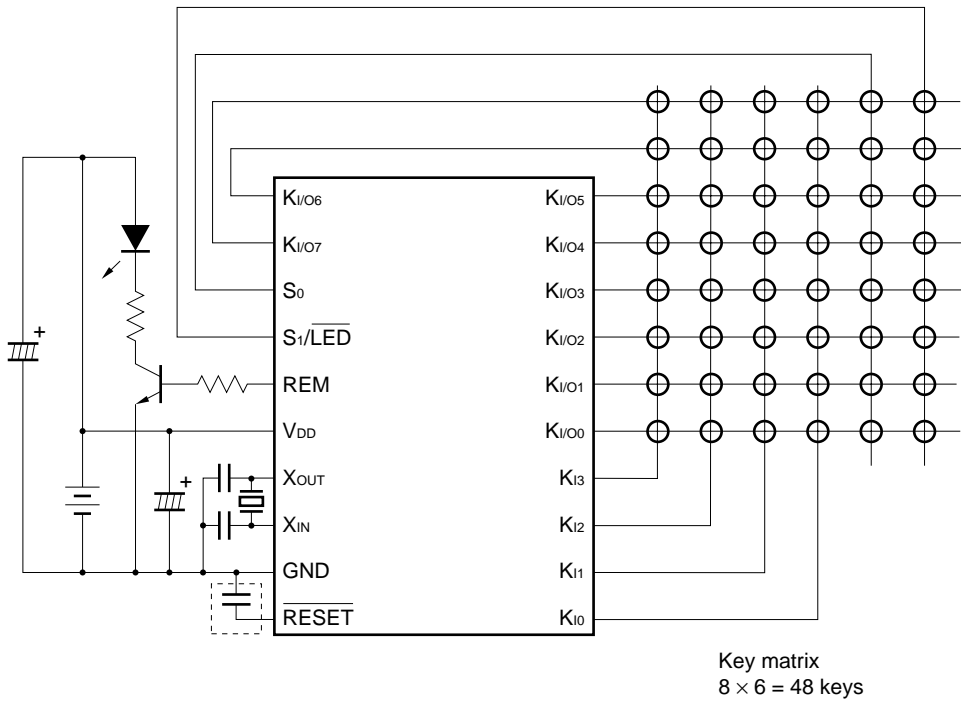 +
+
KI/O6
KI/O7
S0
S1/LED
REM
VDD
XOUT
XIN
GND
RESET
KI/O5
KI/O4
KI/O3
KI/O2
KI/O1
KI/O0
KI3
KI2
KI1
KI0
Key matrix
8 × 6 = 48 keys